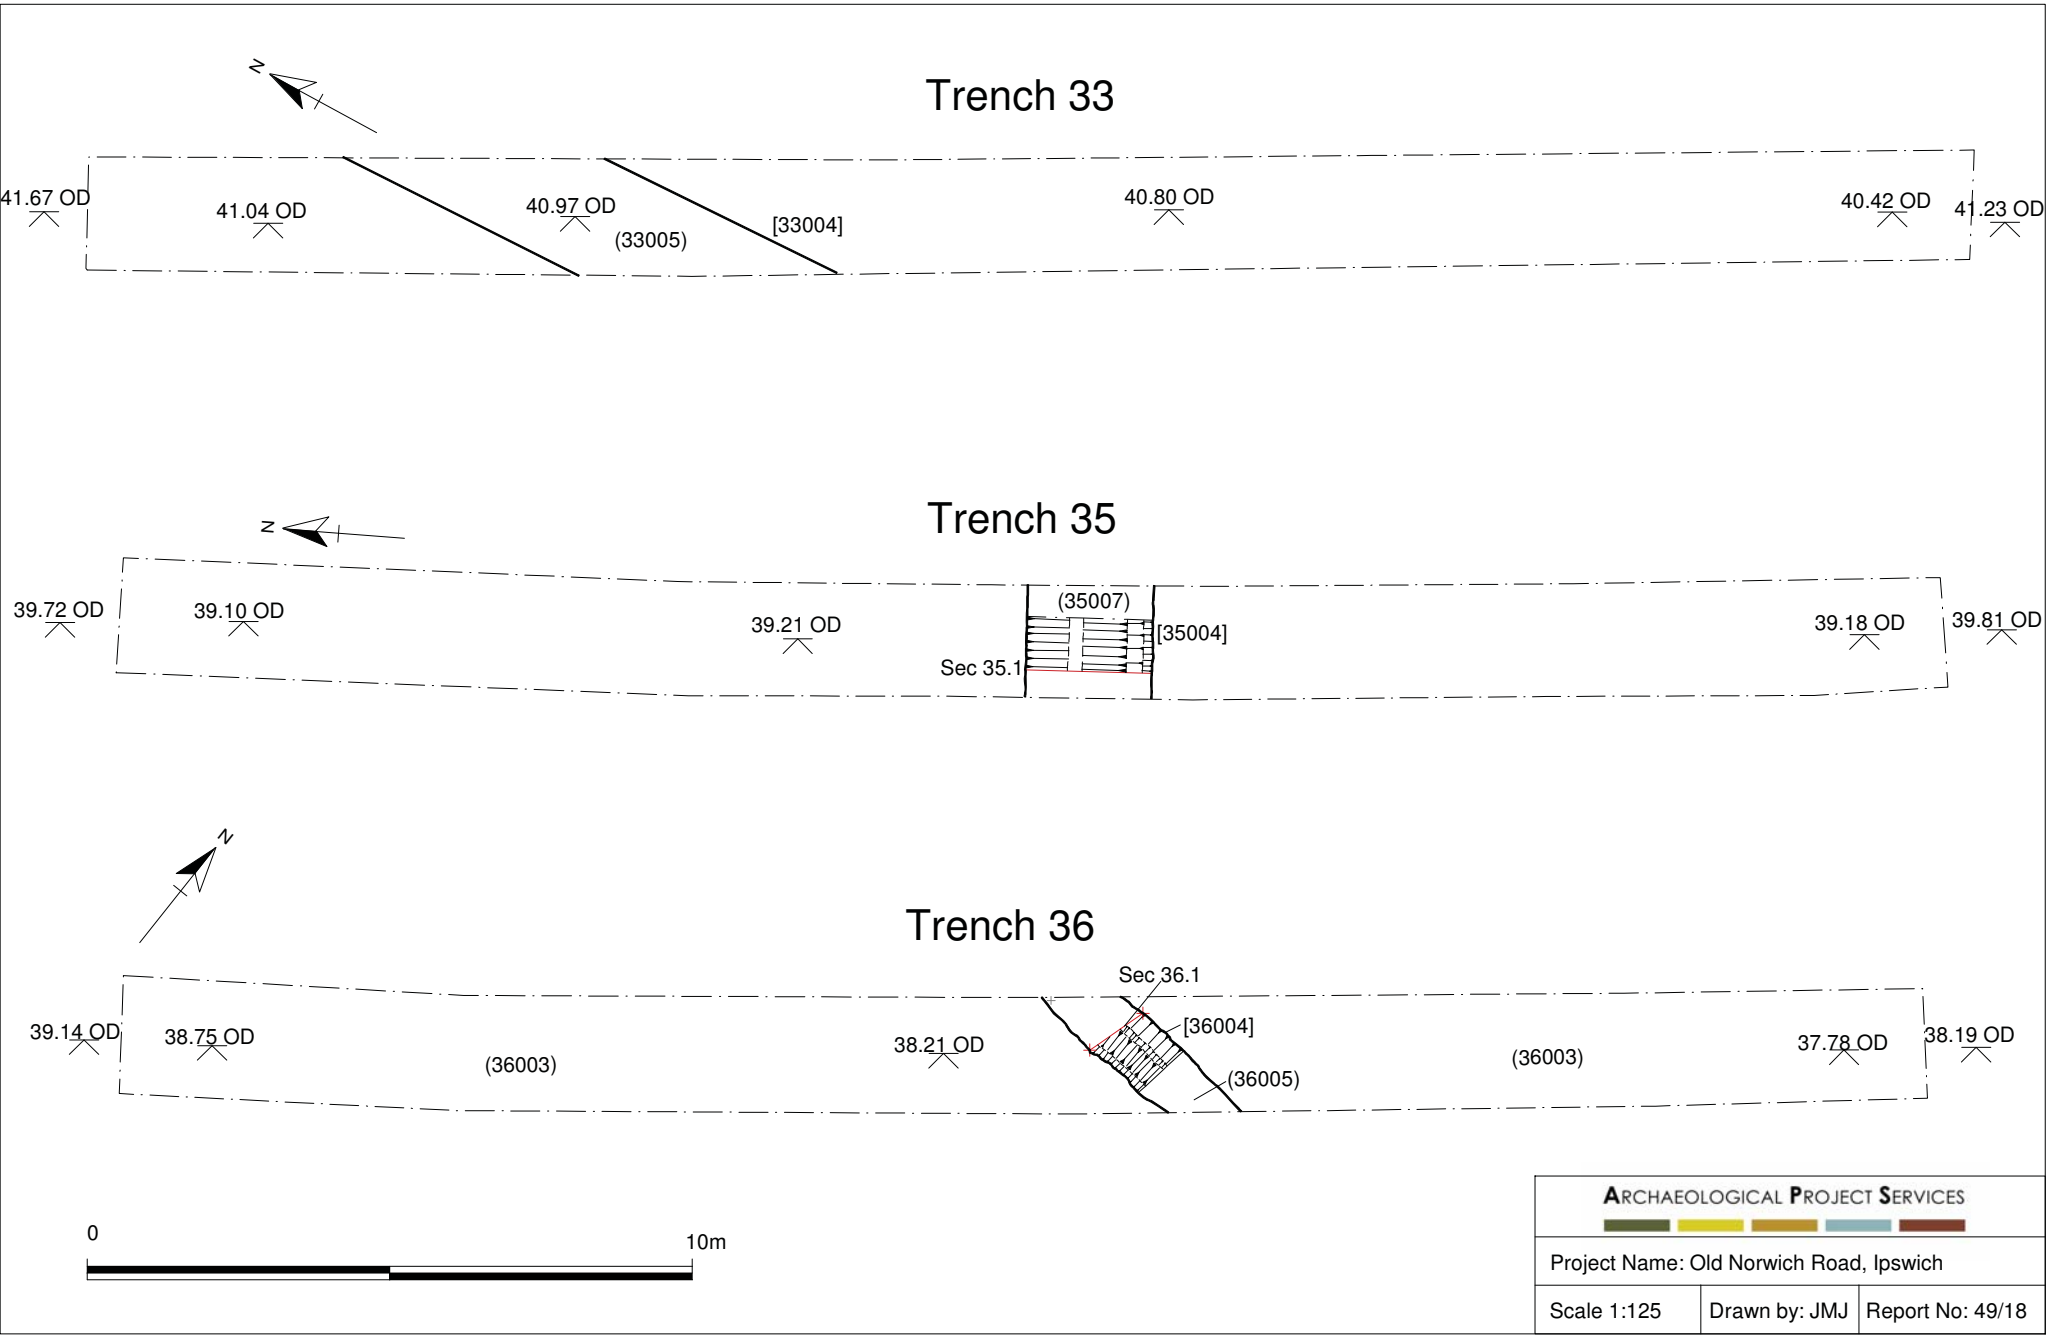 N
Trench 33
41.67 OD
41.04 OD
40.97 OD
(33005)
[33004]
40.80 OD
40.42 OD
41.23 OD
N
Trench 35
39.72 OD
39.10 OD
39.21 OD
Sec 35.1
(35007)
[35004]
39.18 OD
39.81 OD
N
Trench 36
39.14 OD
38.75 OD
(36003)
38.21 OD
Sec 36.1
[36004]
(36005)
(36003)
37.78 OD
38.19 OD
0
10m
ARCHAEOLOGICAL PROJECT SERVICES
Project Name: Old Norwich Road, Ipswich
Scale 1:125
Drawn by: JMJ
Report No: 49/18